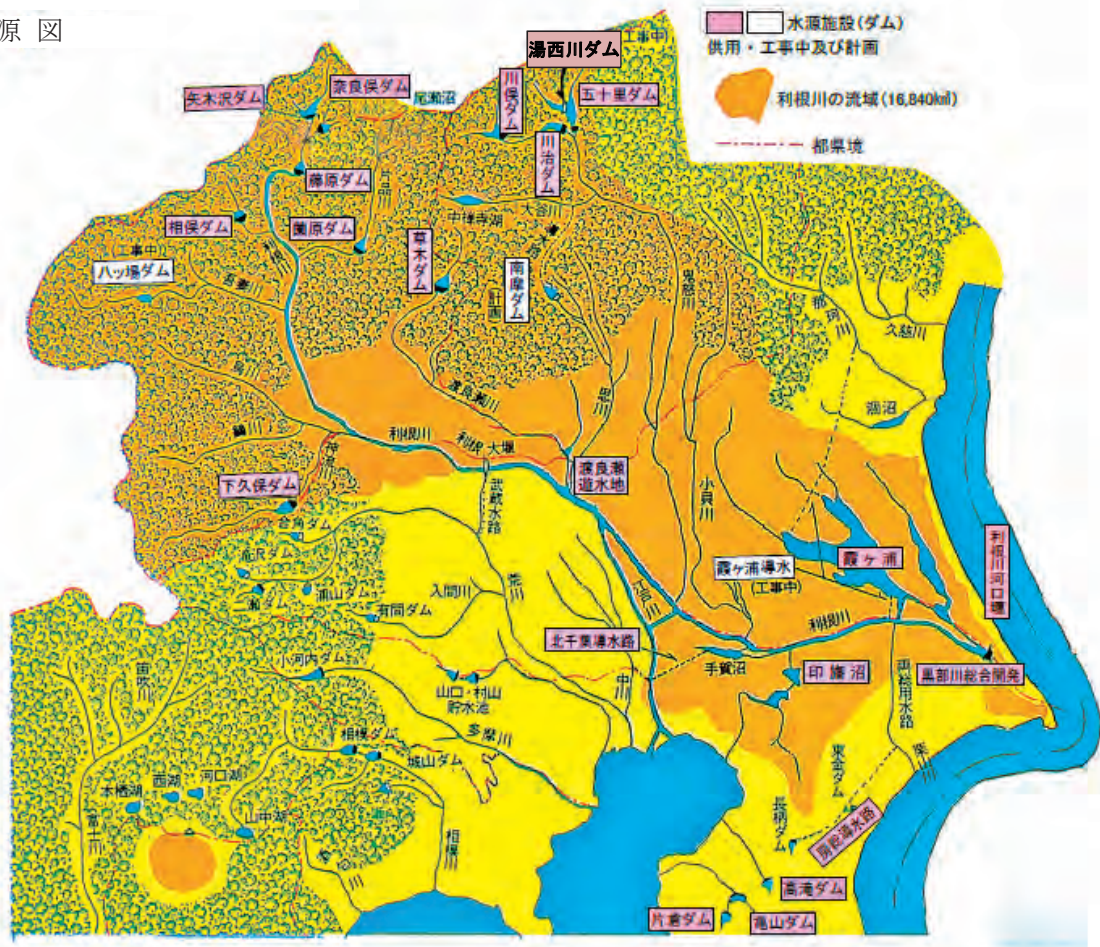 源 図
水源施設(ダム)
供用・工事中及び計画
利根川の流域(16,840k㎡)
都県境
湯西川ダム
工事中)
矢木沢ダム
奈良俣ダム
尾瀬沼
川俣ダム
五十里ダム
川治ダム
藤原ダム
片品川
中禅寺湖
大谷川
相俣ダム
薗原ダム
草木ダム
(工事中)
八ッ場ダム
吾妻
利根川
南摩ダム
計画
鬼怒川
那珂川
久慈川
烏川
渡良瀬川
思川
涸沼
鏑川
神流川
利根川
利根大堰
渡良瀬
遊水地
小貝川
下久保ダム
武蔵水路
合角ダム
滝沢ダム
浦山ダム
有間ダム
入間川
荒川
江戸川
霞ヶ浦導水
(工事中)
霞ヶ浦
利根川河口堰
利根川
北千葉導水路
手賀沼
印旛沼
黒部川総合開発
両総用水路
栗山川
小河内ダム
山口・村山
貯水池
中川
多摩川
笛吹川
相模ダム
城山ダム
東金ダム
長柄ダム
房総導水路
本栖湖
西湖
河口湖
山中湖
富士川
相模川
高滝ダム
片倉ダム
亀山ダム